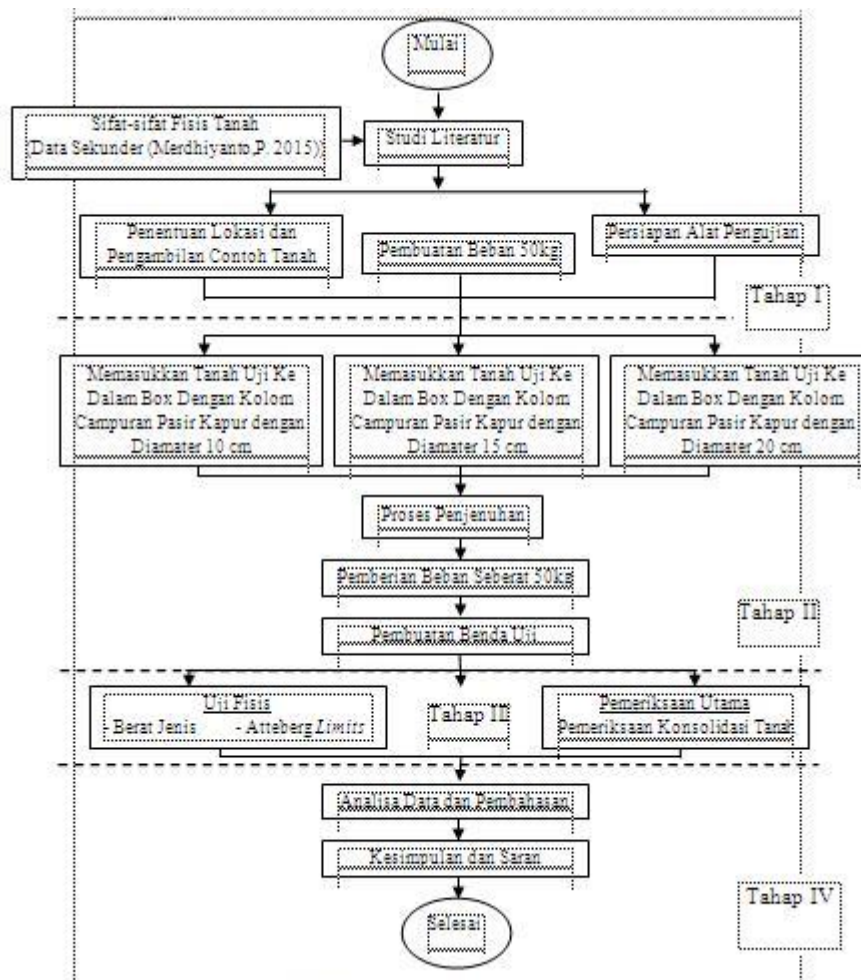 Mulai
Sifat-sifat Fisis Tanah
(Data Sekunder (Merdhiyanto,P. 2015))
Studi Literatur
Penentuan Lokasi dan
Pengambilan Contoh Tanah
Pembuatan Beban 50kg
Persiapan Alat Pengujian
Tahap I
Memasukkan Tanah Uji Ke
Dalam Box Dengan Kolom
Campuran Pasir Kapur dengan
Diamater 10 cm
Memasukkan Tanah Uji Ke
Dalam Box Dengan Kolom
Campuran Pasir Kapur dengan
Diamater 15 cm
Memasukkan Tanah Uji Ke
Dalam Box Dengan Kolom
Campuran Pasir Kapur dengan
Diamater 20 cm
Proses Penjenuhan
Pemberian Beban Seberat 50kg
Pembuatan Benda Uji
Tahap II
Uji Fisis
- Berat Jenis - Atteberg Limits
Tahap III
Pemeriksaan Utama
Pemeriksaan Konsolidasi Tanah
Analisa Data dan Pembahasan
Kesimpulan dan Saran
Selesai
Tahap IV